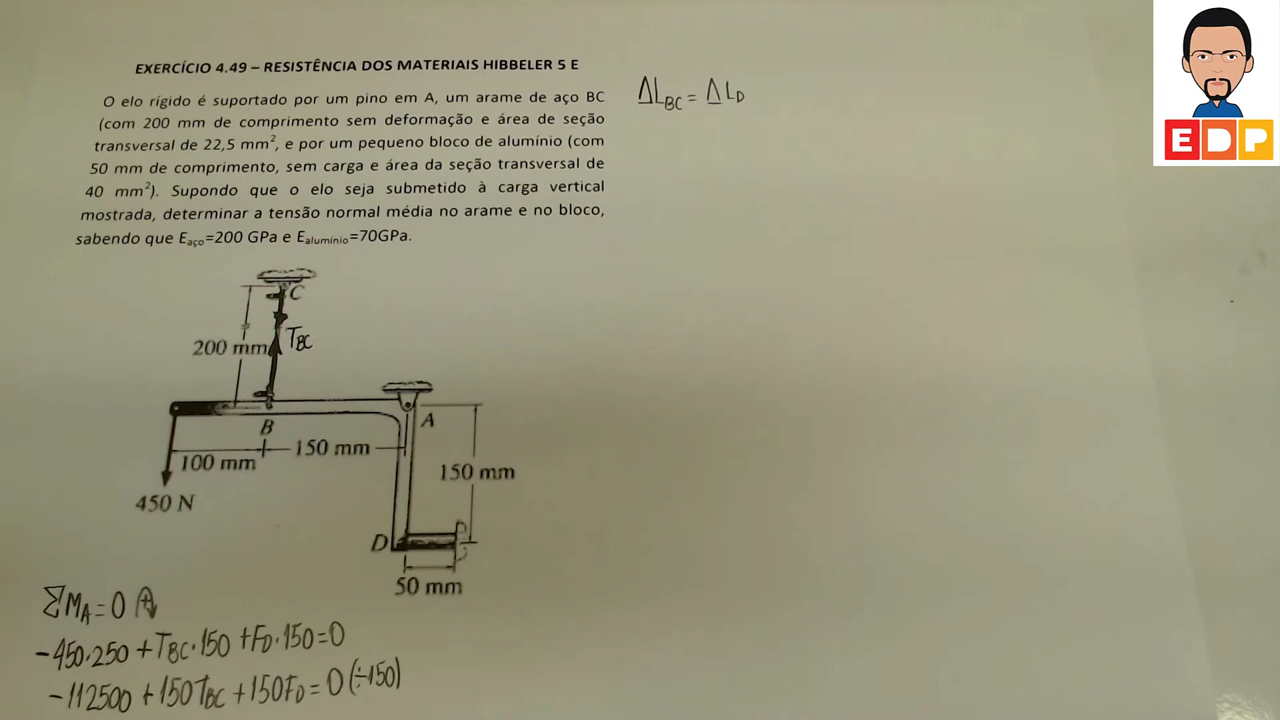 EXERCÍCIO 4.49 – RESISTÊNCIA DOS MATERIAIS HIBBELER 5 E
O elo rígido é suportado por um pino em A, um arame de aço BC
(com 200 mm de comprimento sem deformação e área de seção
transversal de 22,5 mm², e por um pequeno bloco de alumínio (com
50 mm de comprimento, sem carga e área da seção transversal de
40 mm²). Supondo que o elo seja submetido à carga vertical
mostrada, determinar a tensão normal média no arame e no bloco,
sabendo que Eaço=200 GPa e Ealumínio=70GPa.
ΔLBC = ΔLD
EDP
C
200 mm
TBC
B
A
100 mm
150 mm
150 mm
450 N
D
50 mm
ΣMA = 0
-450·250 + TBC·150 + FD·150 = 0
-112500 + 150TBC + 150FD = 0 (÷150)